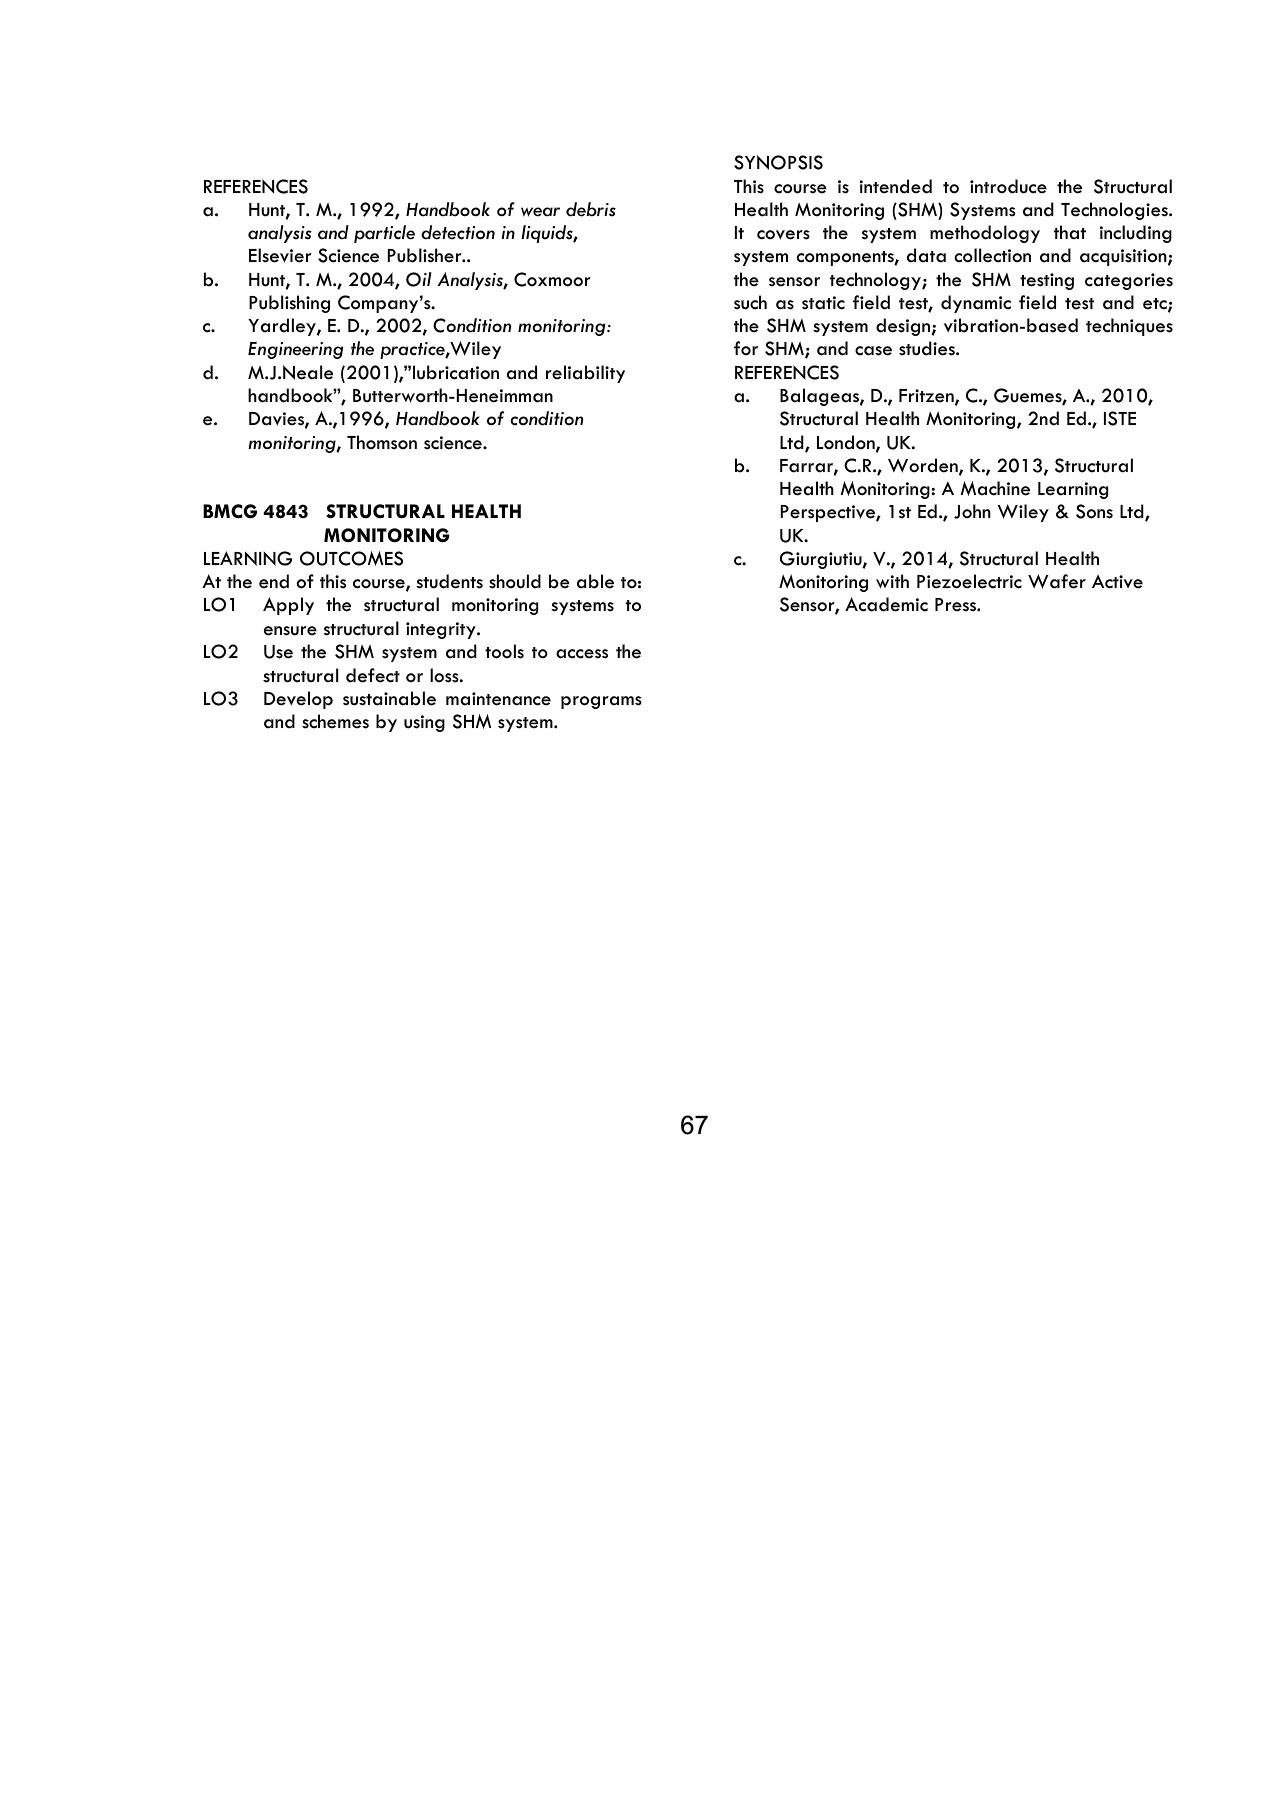 REFERENCES
a. Hunt, T. M., 1992, Handbook of wear debris
analysis and particle detection in liquids,
Elsevier Science Publisher..
b. Hunt, T. M., 2004, Oil Analysis, Coxmoor
Publishing Company’s.
c. Yardley, E. D., 2002, Condition monitoring:
Engineering the practice,Wiley
d. M.J.Neale (2001),”lubrication and reliability
handbook”, Butterworth-Heneimman
e. Davies, A.,1996, Handbook of condition
monitoring, Thomson science.
BMCG 4843 STRUCTURAL HEALTH
MONITORING
LEARNING OUTCOMES
At the end of this course, students should be able to:
LO1 Apply the structural monitoring systems to
ensure structural integrity.
LO2 Use the SHM system and tools to access the
structural defect or loss.
LO3 Develop sustainable maintenance programs
and schemes by using SHM system.
SYNOPSIS
This course is intended to introduce the Structural
Health Monitoring (SHM) Systems and Technologies.
It covers the system methodology that including
system components, data collection and acquisition;
the sensor technology; the SHM testing categories
such as static field test, dynamic field test and etc;
the SHM system design; vibration-based techniques
for SHM; and case studies.
REFERENCES
a. Balageas, D., Fritzen, C., Guemes, A., 2010,
Structural Health Monitoring, 2nd Ed., ISTE
Ltd, London, UK.
b. Farrar, C.R., Worden, K., 2013, Structural
Health Monitoring: A Machine Learning
Perspective, 1st Ed., John Wiley & Sons Ltd,
UK.
c. Giurgiutiu, V., 2014, Structural Health
Monitoring with Piezoelectric Wafer Active
Sensor, Academic Press.
67